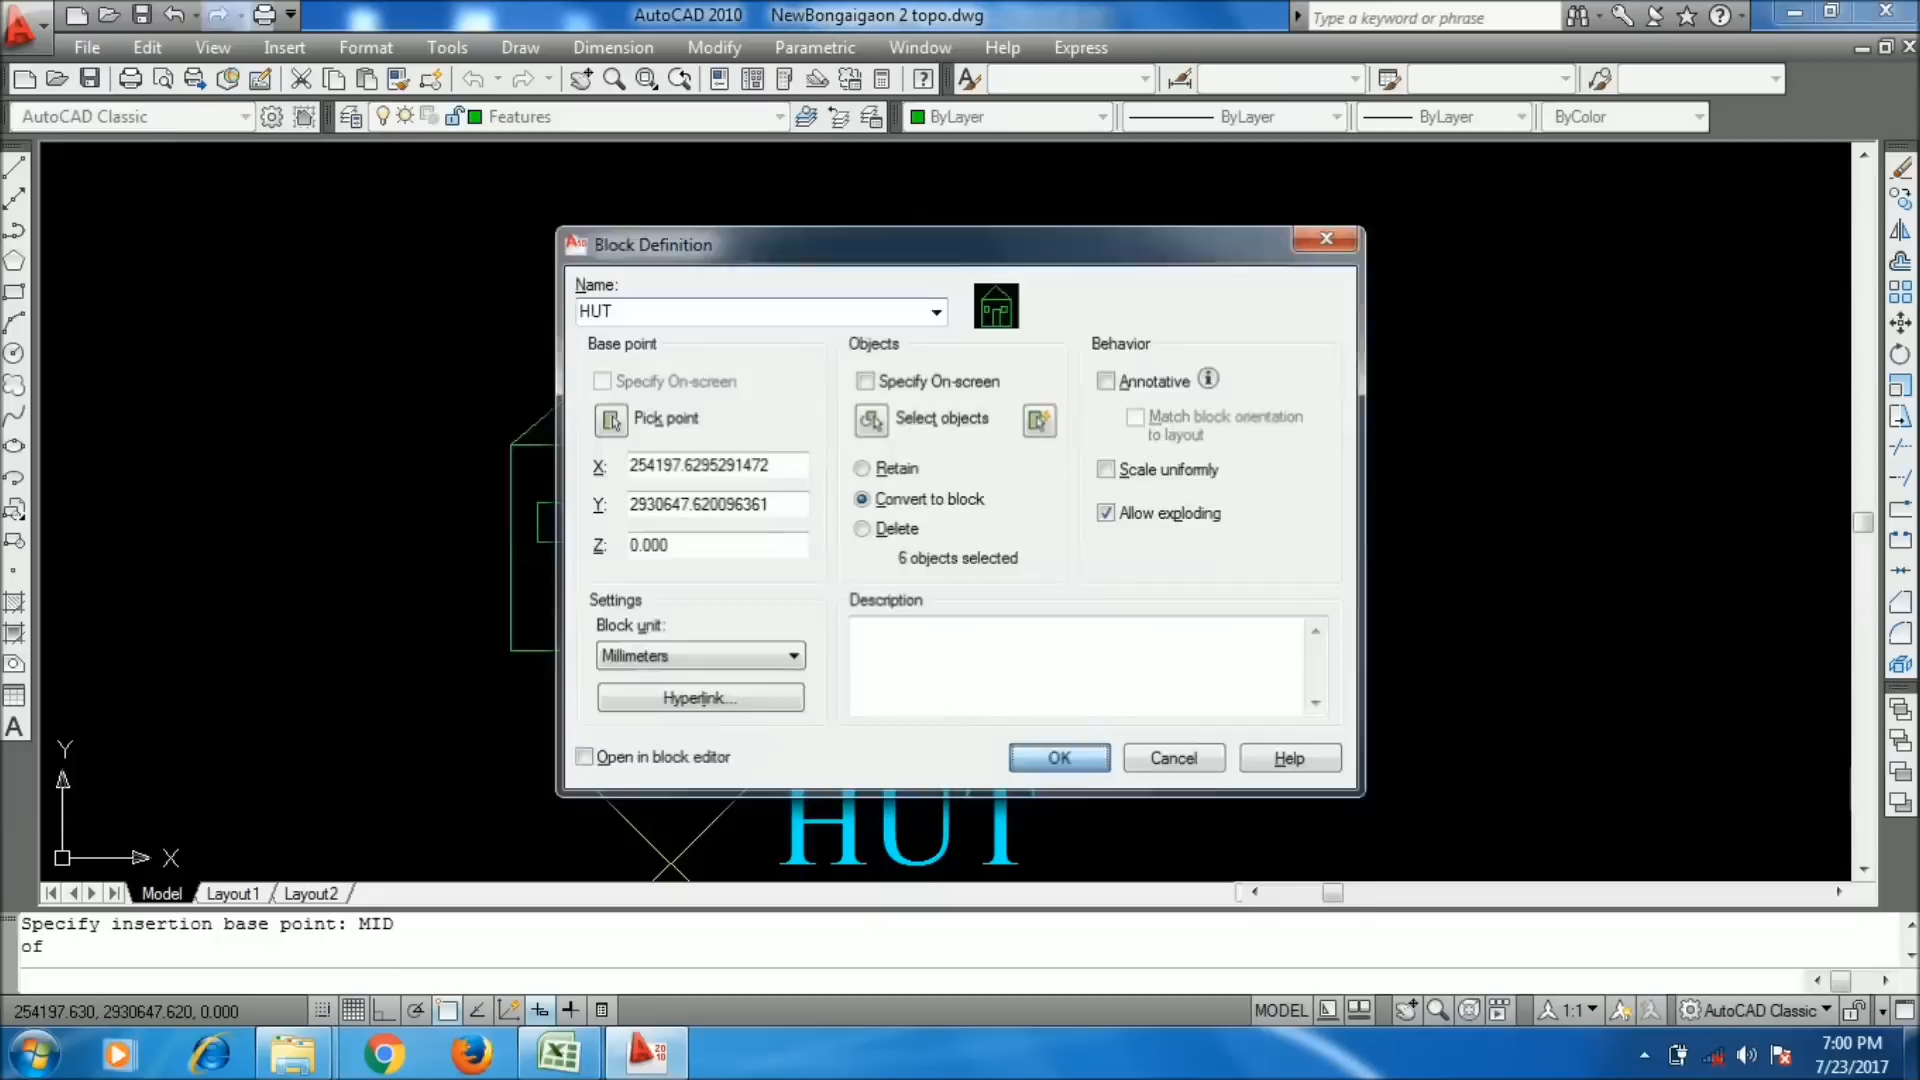 AutoCAD 2010 NewBongaigaon 2 topo.dwg
Type a keyword or phrase
File Edit View Insert Format Tools Draw Dimension Modify Parametric Window Help Express
AutoCAD Classic
Features
ByLayer
ByLayer
ByLayer
ByColor
Block Definition
Name:
HUT
Base point
Specify On-screen
Pick point
X: 254197.6295291472
Y: 2930647.620096361
Z: 0.000
Objects
Specify On-screen
Select objects
Retain
Convert to block
Delete
6 objects selected
Behavior
Annotative
Match block orientation
to layout
Scale uniformly
Allow exploding
Settings
Block unit:
Millimeters
Hyperlink...
Description
Open in block editor
OK
Cancel
Help
HUT
Y
X
Model Layout1 Layout2
Specify insertion base point: MID
of
254197.630, 2930647.620, 0.000
MODEL
1:1
AutoCAD Classic
7:00 PM
7/23/2017